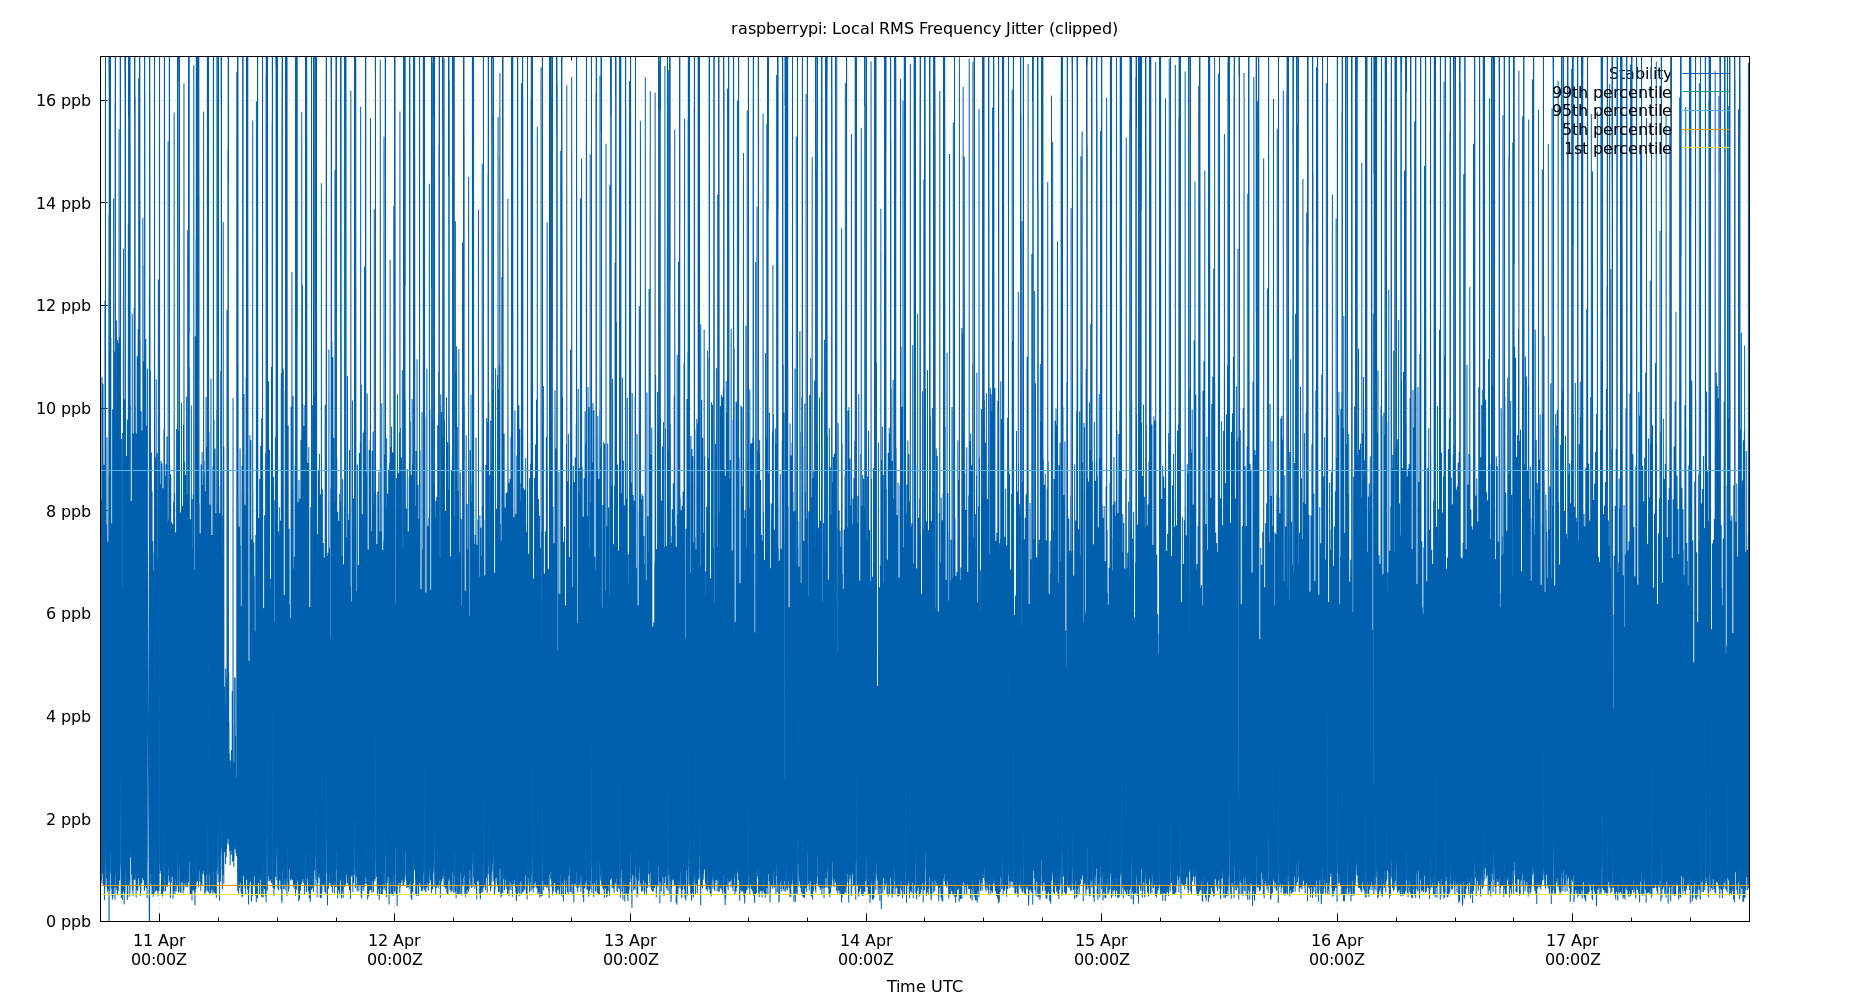 raspberrypi: Local RMS Frequency Jitter (clipped)
Stability
99th percentile
95th percentile
5th percentile
1st percentile
16 ppb
14 ppb
12 ppb
10 ppb
8 ppb
6 ppb
4 ppb
2 ppb
0 ppb
11 Apr 12 Apr 13 Apr 14 Apr 15 Apr 16 Apr 17 Apr
00:00Z 00:00Z 00:00Z 00:00Z 00:00Z 00:00Z 00:00Z
Time UTC